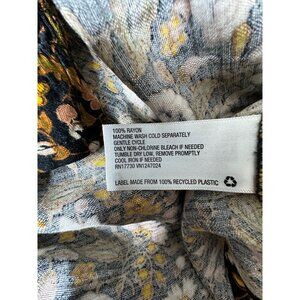 100% RAYON
MACHINE WASH COLD SEPARATELY
GENTLE CYCLE
ONLY NON-CHLORINE BLEACH IF NEEDED
TUMBLE DRY LOW, REMOVE PROMPTLY
COOL IRON IF NEEDED
RN17730 VN1247024
LABEL MADE FROM 100% RECYCLED PLASTIC